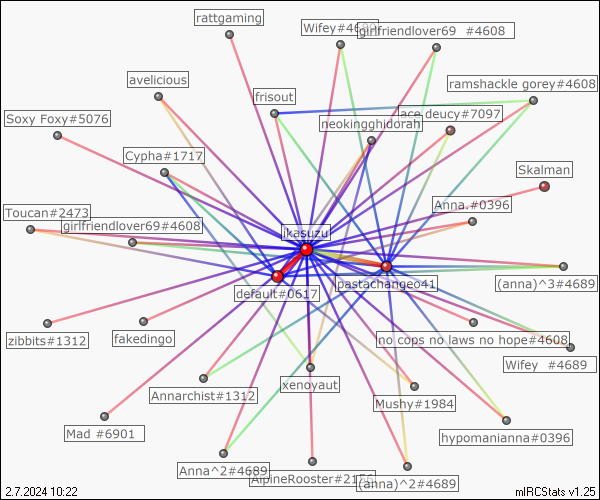 rattgaming
Wifey#4689
girlfriendlover69 #4608
avelicious
frisout
ramshackle gorey#4608
Soxy Foxy#5076
neokingghidorah
ace deucy#7097
Cypha#1717
Skalman
Toucan#2473
girlfriendlover69#4608
Anna.#0396
ikasuzu
default#0617
pastachangeo41
(anna)^3#4689
zibbits#1312
fakedingo
no cops no laws no hope#4608
Wifey #4689
Annarchist#1312
xenoyaut
Mushy#1984
Mad #6901
hypomanianna#0396
Anna^2#4689
AlpineRooster#2156
(anna)^2#4689
2.7.2024 10:22
mIRCStats v1.25